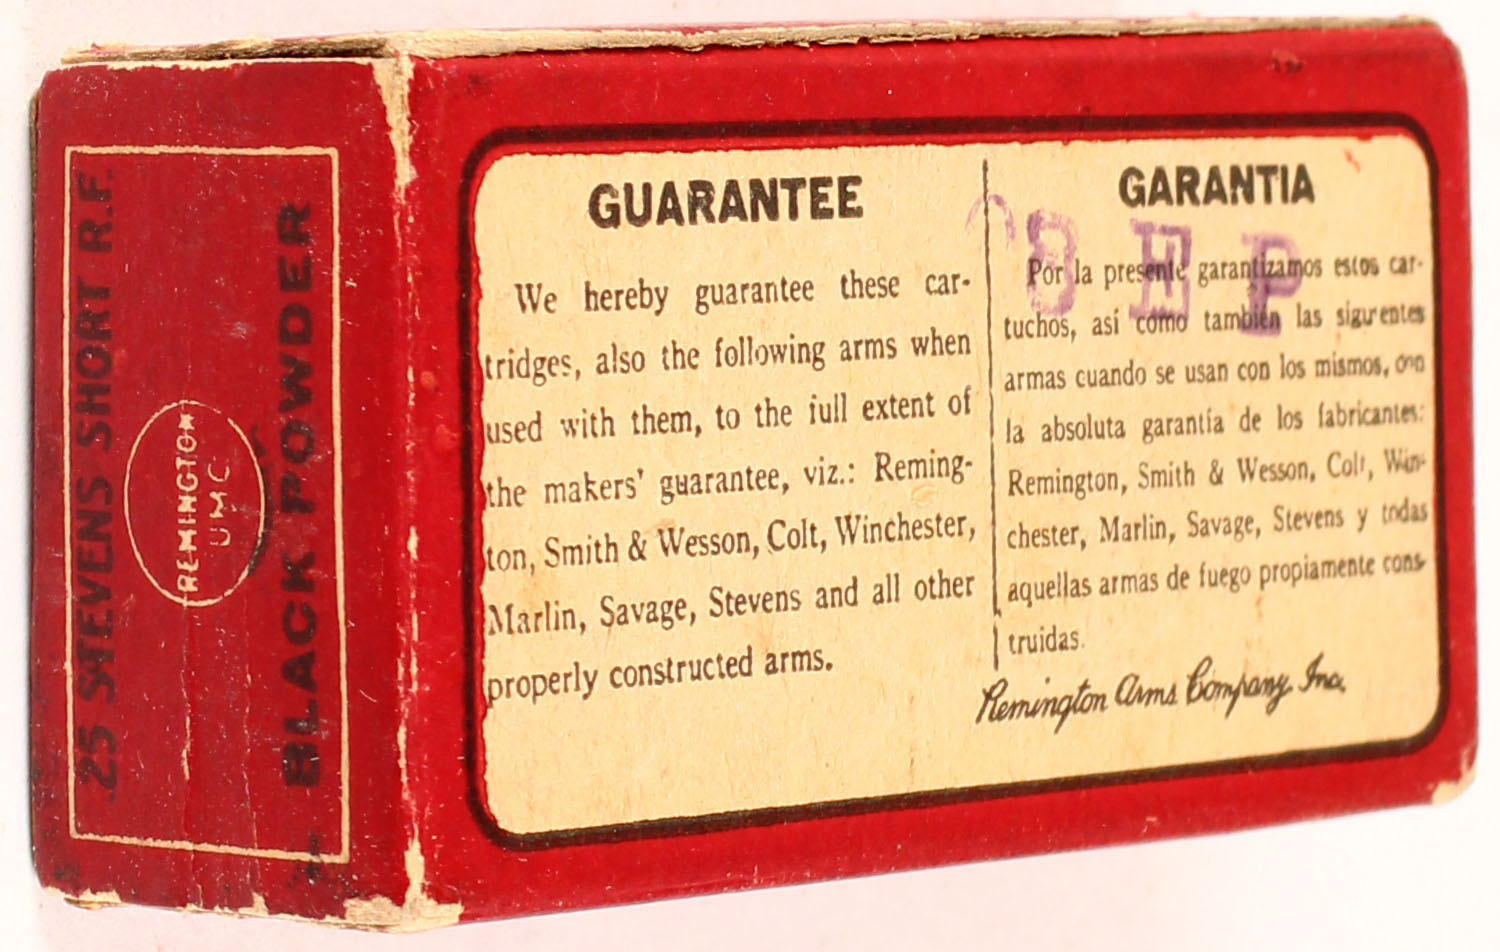 .25 STEVENS SHORT R.F.
REMINGTON
UMC
BLACK POWDER
GUARANTEE
We hereby guarantee these car-
tridges, also the following arms when
used with them, to the full extent of
the makers' guarantee, viz.: Reming-
ton, Smith & Wesson, Colt, Winchester,
Marlin, Savage, Stevens and all other
properly constructed arms.
GARANTIA
8 E P
Por la presente garantizamos estos car-
tuchos, asi como también las sigurentes
armas cuando se usan con los mismos, con
la absoluta garantía de los fabricantes:
Remington, Smith & Wesson, Colt, Win-
chester, Marlin, Savage, Stevens y todas
aquellas armas de fuego propiamente cons-
truidas.
Remington Arms Company, Inc.